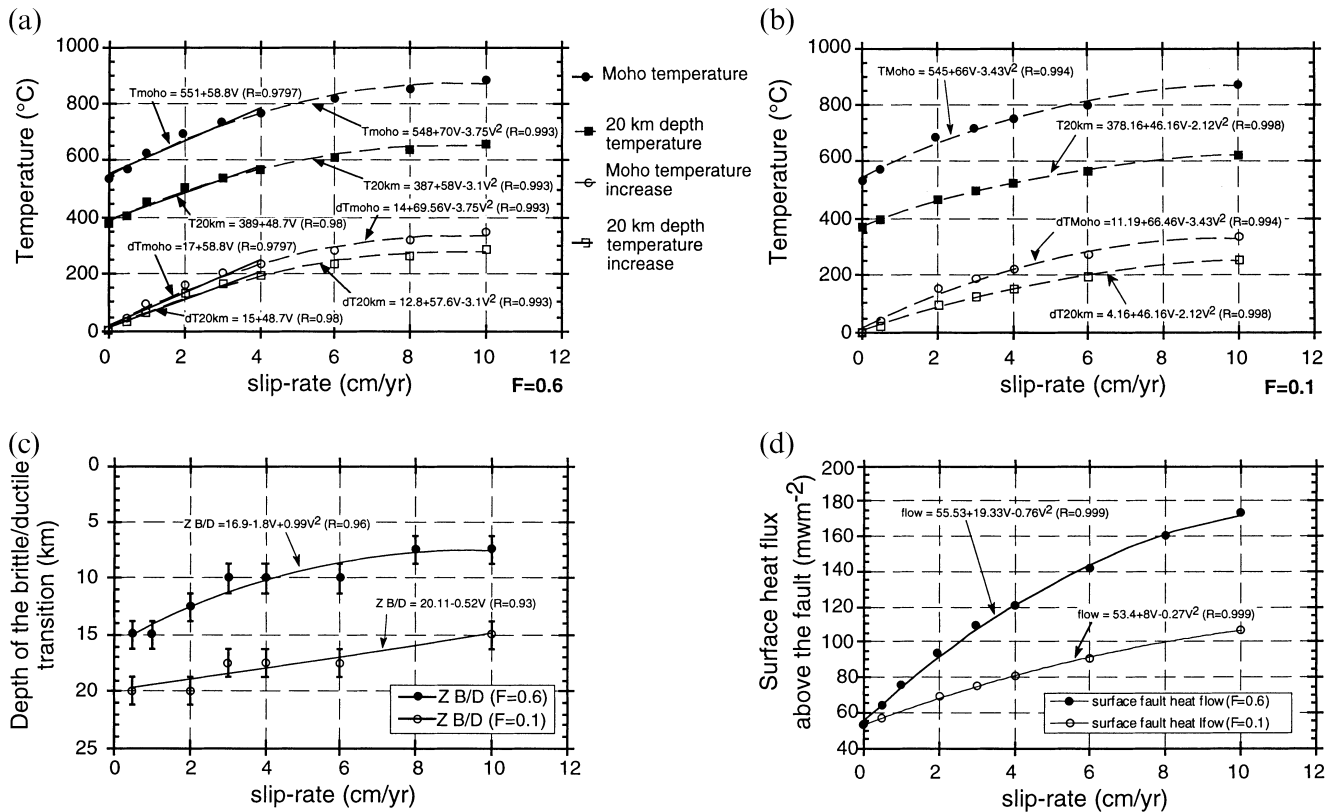 (a)
Temperature (°C)
1000
800
600
400
200
0
Tmoho = 551+58.8V (R=0.9797)
Tmoho = 548+70V-3.75V² (R=0.993)
T20km = 387+58V-3.1V² (R=0.993)
T20km = 389+48.7V (R=0.98)
dTmoho = 14+69.56V-3.75V² (R=0.993)
dTmoho =17+58.8V (R=0.9797)
dT20km = 12.8+57.6V-3.1V² (R=0.993)
dT20km = 15+48.7V (R=0.98)
0 2 4 6 8 10 12
slip-rate (cm/yr)
F=0.6
Moho temperature
20 km depth
temperature
Moho temperature
increase
20 km depth
temperature
increase
(b)
Temperature (°C)
1000
800
600
400
200
0
TMoho = 545+66V-3.43V² (R=0.994)
T20km = 378.16+46.16V-2.12V² (R=0.998)
dTMoho =11.19+66.46V-3.43V² (R=0.994)
dT20km = 4.16+46.16V-2.12V² (R=0.998)
0 2 4 6 8 10 12
slip-rate (cm/yr)
F=0.1
(c)
Depth of the brittle/ductile
transition (km)
0
5
10
15
20
25
Z B/D =16.9-1.8V+0.99V² (R=0.96)
Z B/D = 20.11-0.52V (R=0.93)
Z B/D (F=0.6)
Z B/D (F=0.1)
0 2 4 6 8 10 12
slip-rate (cm/yr)
(d)
Surface heat flux
above the fault (mwm-2)
200
180
160
140
120
100
80
60
40
flow = 55.53+19.33V-0.76V² (R=0.999)
flow = 53.4+8V-0.27V² (R=0.999)
surface fault heat flow (F=0.6)
surface fault heat lfow (F=0.1)
0 2 4 6 8 10 12
slip-rate (cm/yr)